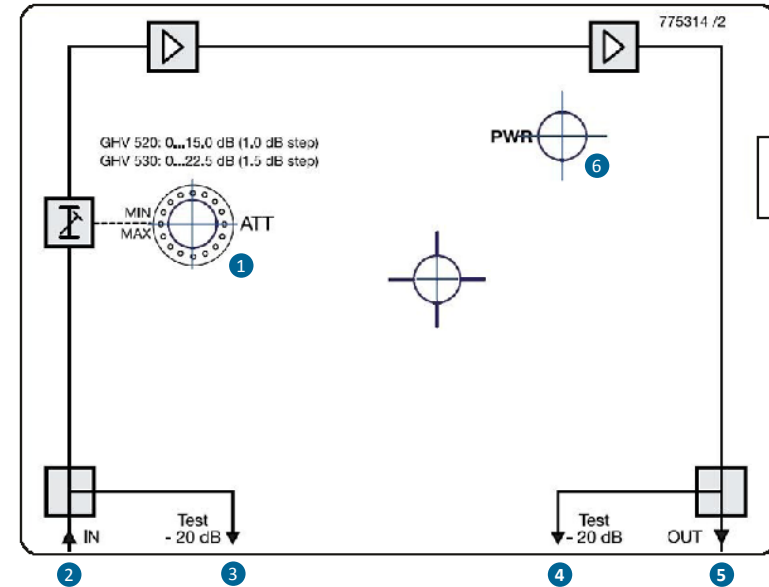 775314 /2
PWR
6
GHV 520: 0...15.0 dB (1.0 dB step)
GHV 530: 0...22.5 dB (1.5 dB step)
MIN
MAX
ATT
1
Test
- 20 dB
IN
Test
- 20 dB
OUT
2
3
4
5